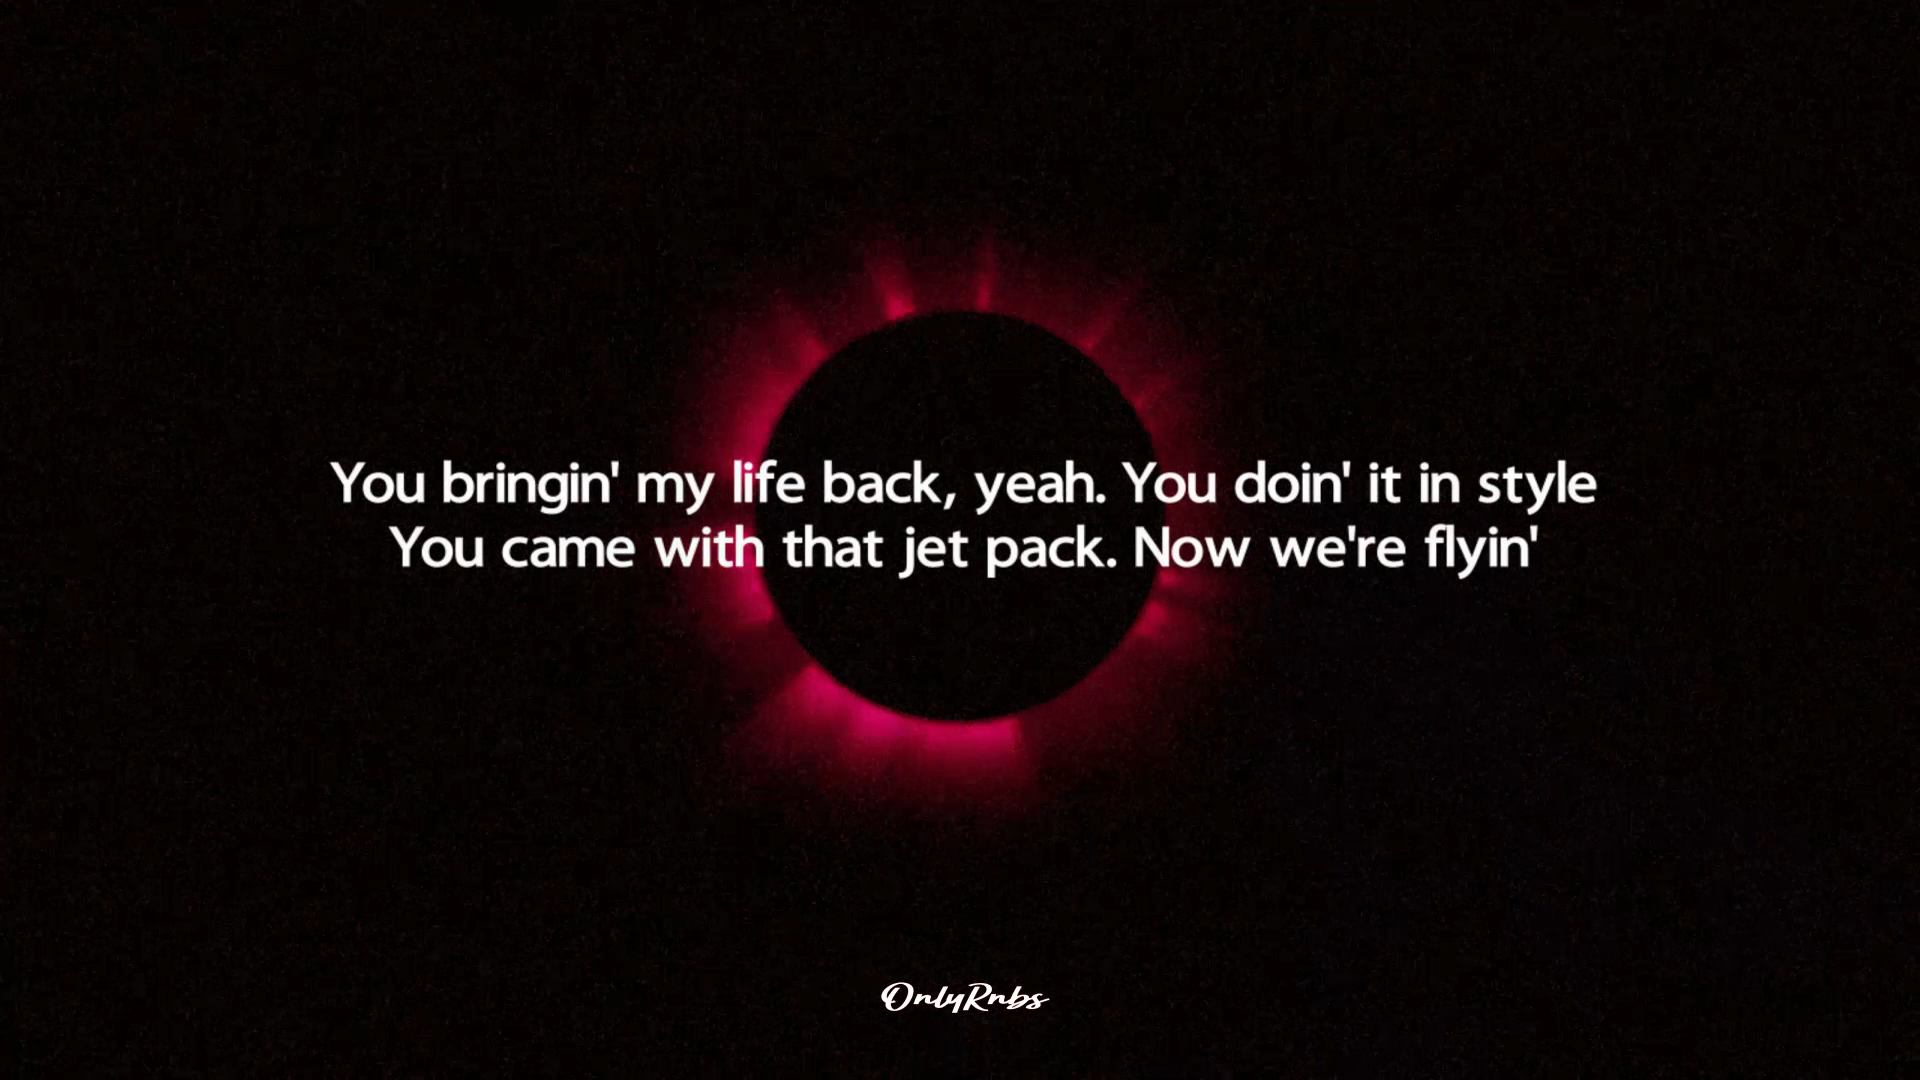 You bringin' my life back, yeah. You doin' it in style
You came with that jet pack. Now we're flyin'
OnlyRnbs